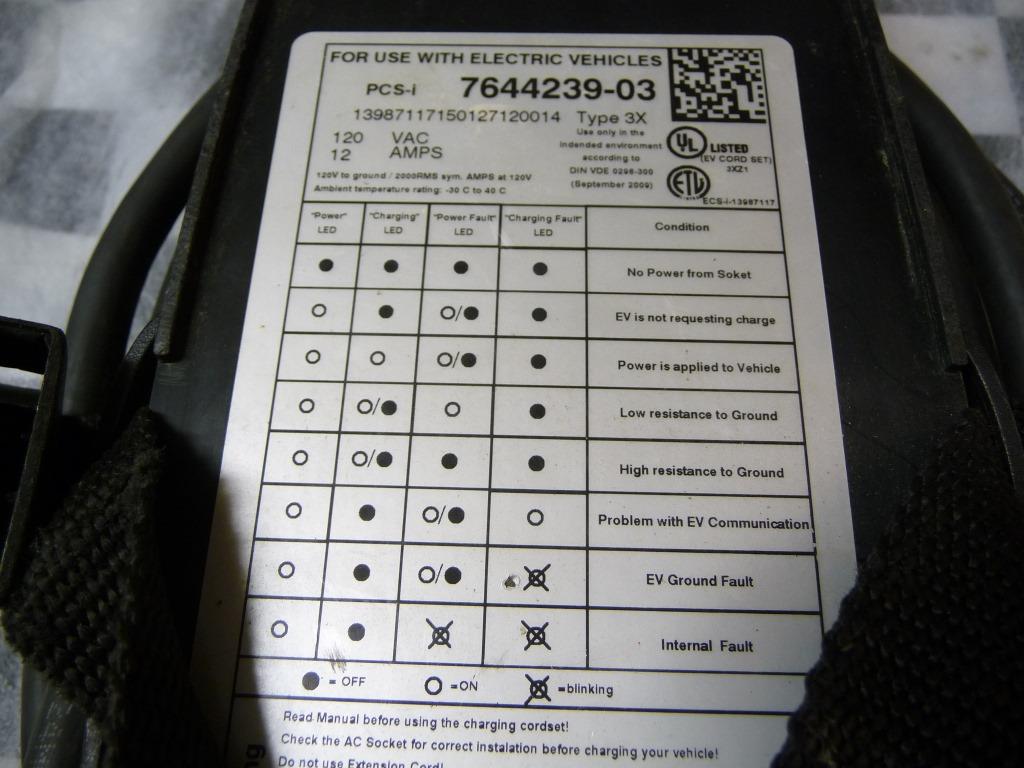 FOR USE WITH ELECTRIC VEHICLES
PCS-i 7644239-03
13987117150127120014 Type 3X
120 VAC
12 AMPS
Use only in the
indended environment
according to
DIN VDE 0298-300
(September 2009)
UL LISTED
(EV CORD SET)
3XZ1
ETL
ECS-i-13987117
120V to ground / 2000RMS sym. AMPS at 120V
Ambient temperature rating: -30 C to 40 C
"Power" LED "Charging" LED "Power Fault" LED "Charging Fault" LED Condition
No Power from Soket
EV is not requesting charge
Power is applied to Vehicle
Low resistance to Ground
High resistance to Ground
Problem with EV Communication
EV Ground Fault
Internal Fault
= OFF =ON =blinking
Read Manual before using the charging cordset!
Check the AC Socket for correct instalation before charging your vehicle!
Do not use Extension Cord!